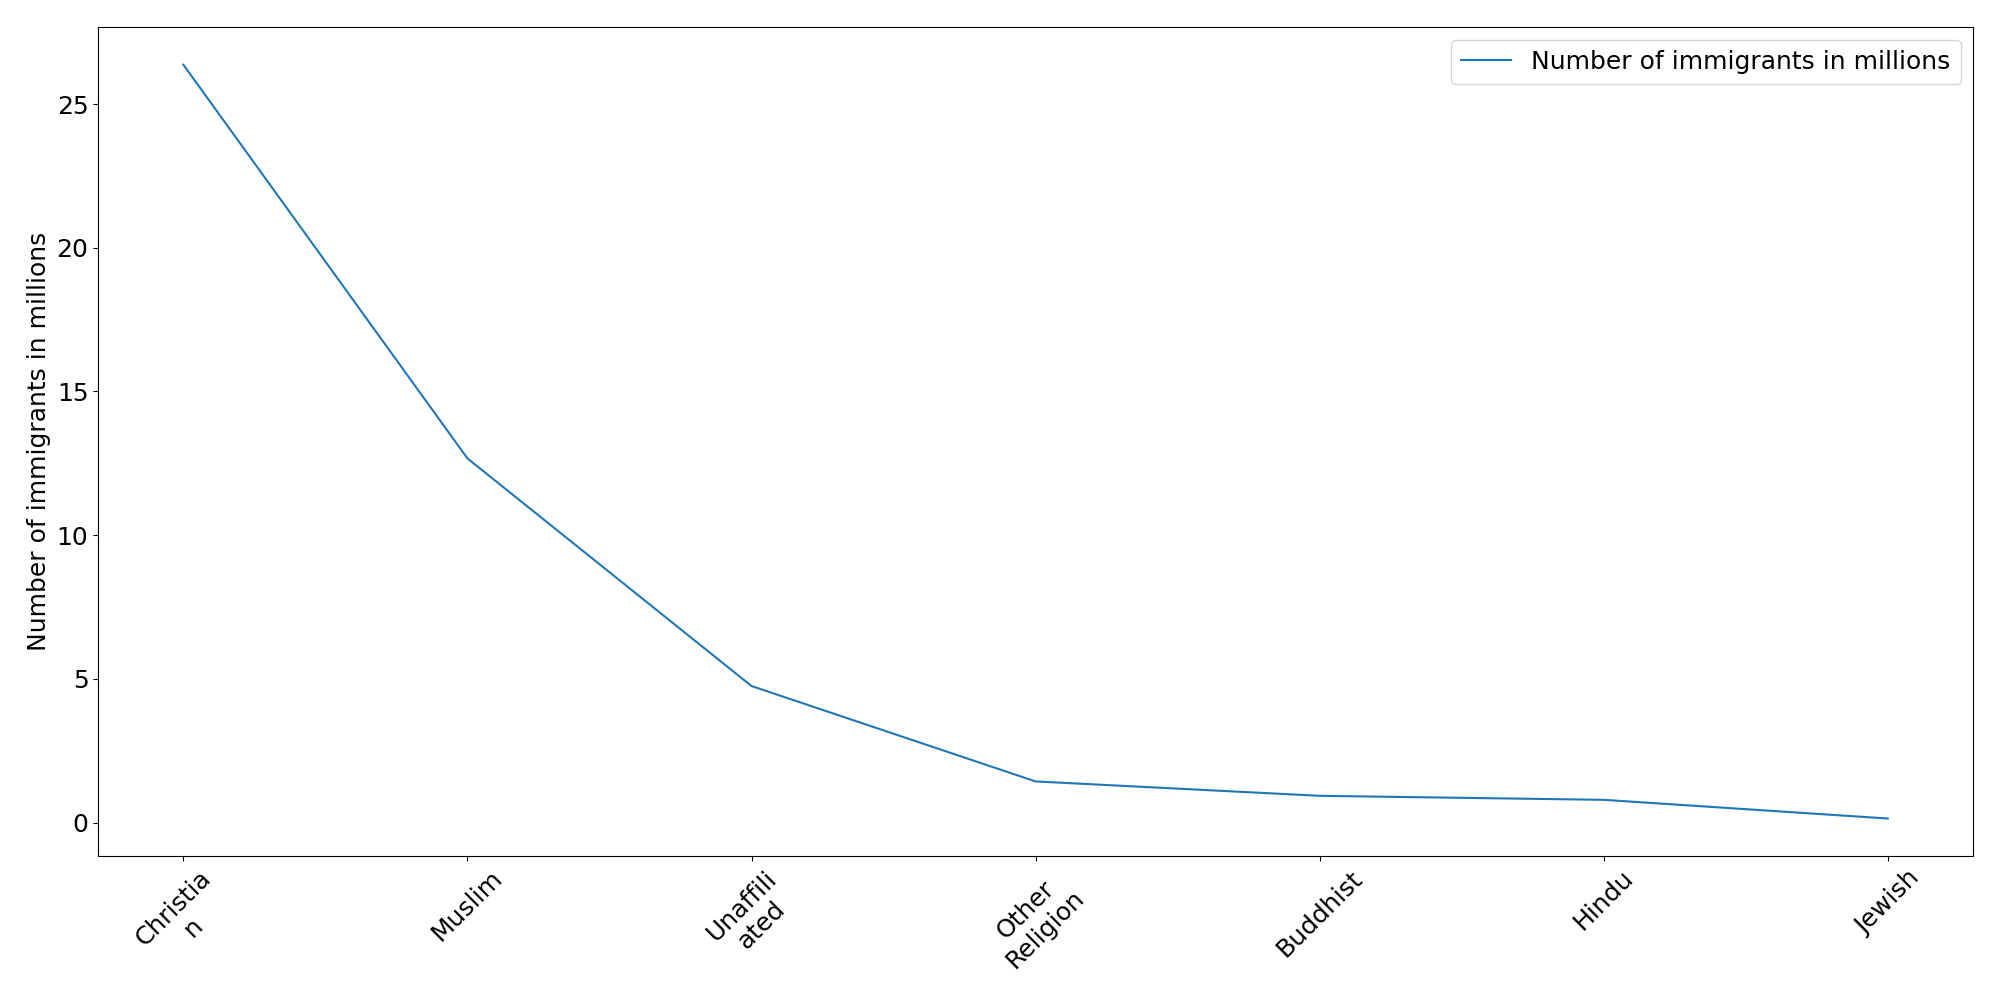 Number of immigrants in millions
Number of immigrants in millions
25
20
15
10
5
0
Christia
n
Muslim
Unaffili
ated
Other
Religion
Buddhist
Hindu
Jewish